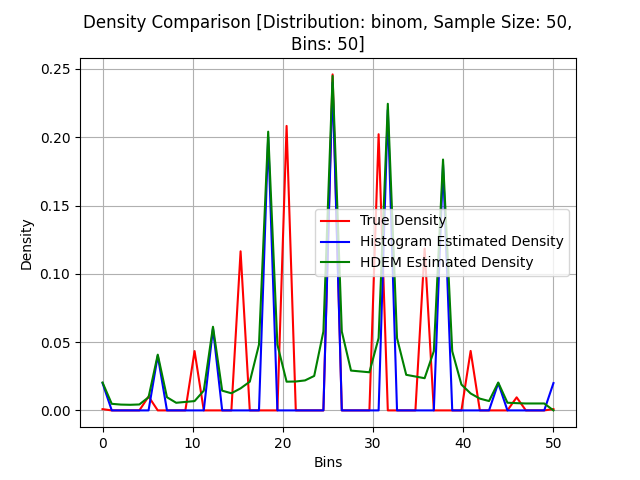 Density Comparison [Distribution: binom, Sample Size: 50,
Bins: 50]
Density
0.25
0.20
0.15
0.10
0.05
0.00
True Density
Histogram Estimated Density
HDEM Estimated Density
0 10 20 30 40 50
Bins